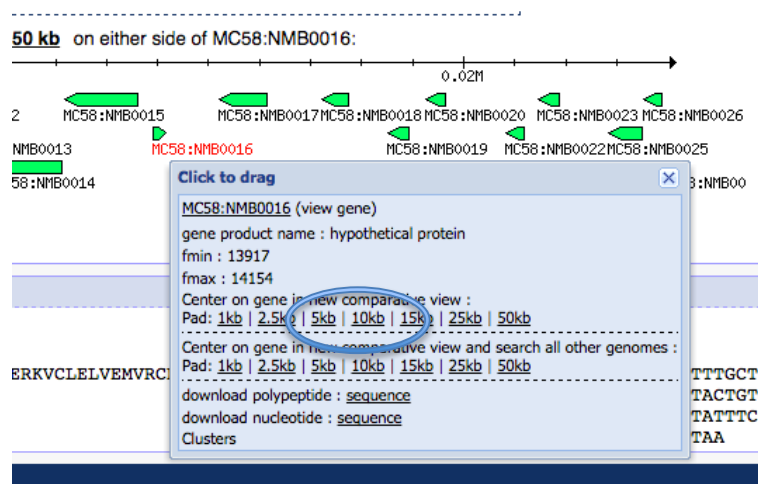 50 kb on either side of MC58:NMB0016:
0.02M
2 MC58:NMB0015 MC58:NMB0017 MC58:NMB0018 MC58:NMB0020 MC58:NMB0023 MC58:NMB0026
NMB0013 MC58:NMB0016 MC58:NMB0019 MC58:NMB0022 MC58:NMB0025
58:NMB0014 3:NMB00
Click to drag
MC58:NMB0016 (view gene)
gene product name : hypothetical protein
fmin : 13917
fmax : 14154
Center on gene in new comparative view :
Pad: 1kb | 2.5kb | 5kb | 10kb | 15kb | 25kb | 50kb
Center on gene in new comparative view and search all other genomes :
Pad: 1kb | 2.5kb | 5kb | 10kb | 15kb | 25kb | 50kb
download polypeptide : sequence
download nucleotide : sequence
Clusters
ERKVCLELVEMVRC TTTGCT
TACTGT
TATTTC
TAA